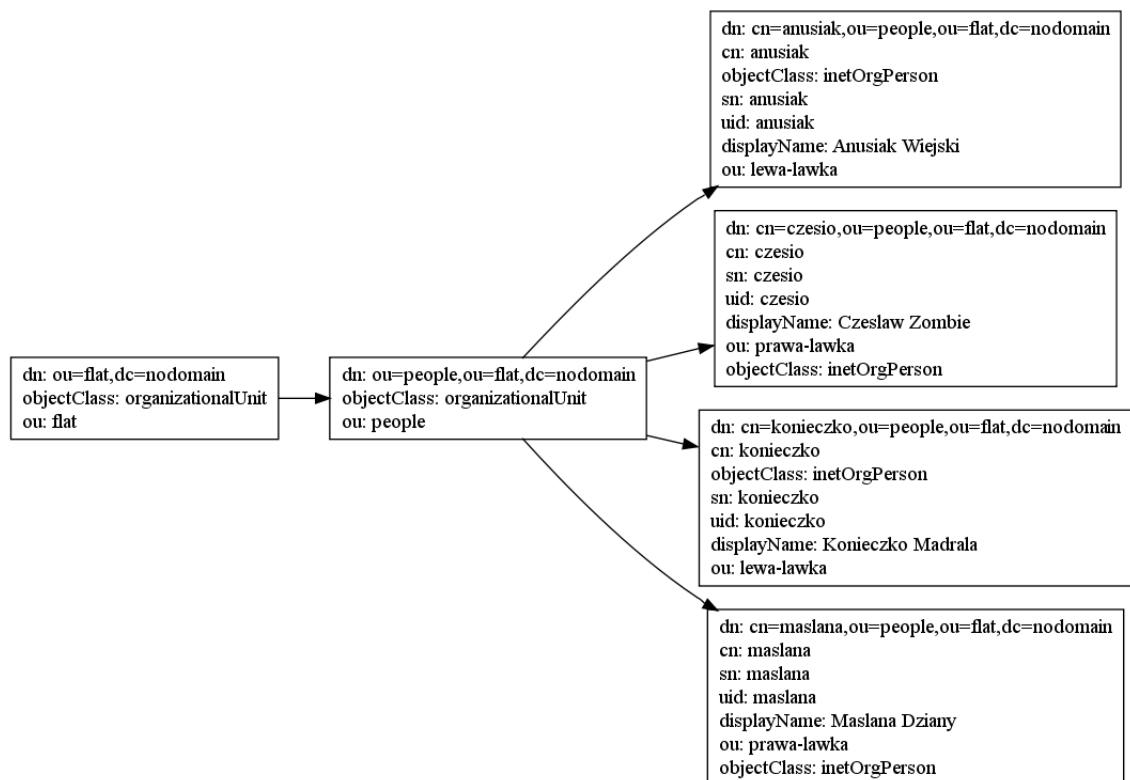 dn: ou=flat,dc=nodomain
objectClass: organizationalUnit
ou: flat
dn: ou=people,ou=flat,dc=nodomain
objectClass: organizationalUnit
ou: people
dn: cn=anusiak,ou=people,ou=flat,dc=nodomain
cn: anusiak
objectClass: inetOrgPerson
sn: anusiak
uid: anusiak
displayName: Anusiak Wiejski
ou: lewa-lawka
dn: cn=czesio,ou=people,ou=flat,dc=nodomain
cn: czesio
sn: czesio
uid: czesio
displayName: Czeslaw Zombie
ou: prawa-lawka
objectClass: inetOrgPerson
dn: cn=konieczko,ou=people,ou=flat,dc=nodomain
cn: konieczko
objectClass: inetOrgPerson
sn: konieczko
uid: konieczko
displayName: Konieczko Madrala
ou: lewa-lawka
dn: cn=maslana,ou=people,ou=flat,dc=nodomain
cn: maslana
sn: maslana
uid: maslana
displayName: Maslana Dziany
ou: prawa-lawka
objectClass: inetOrgPerson